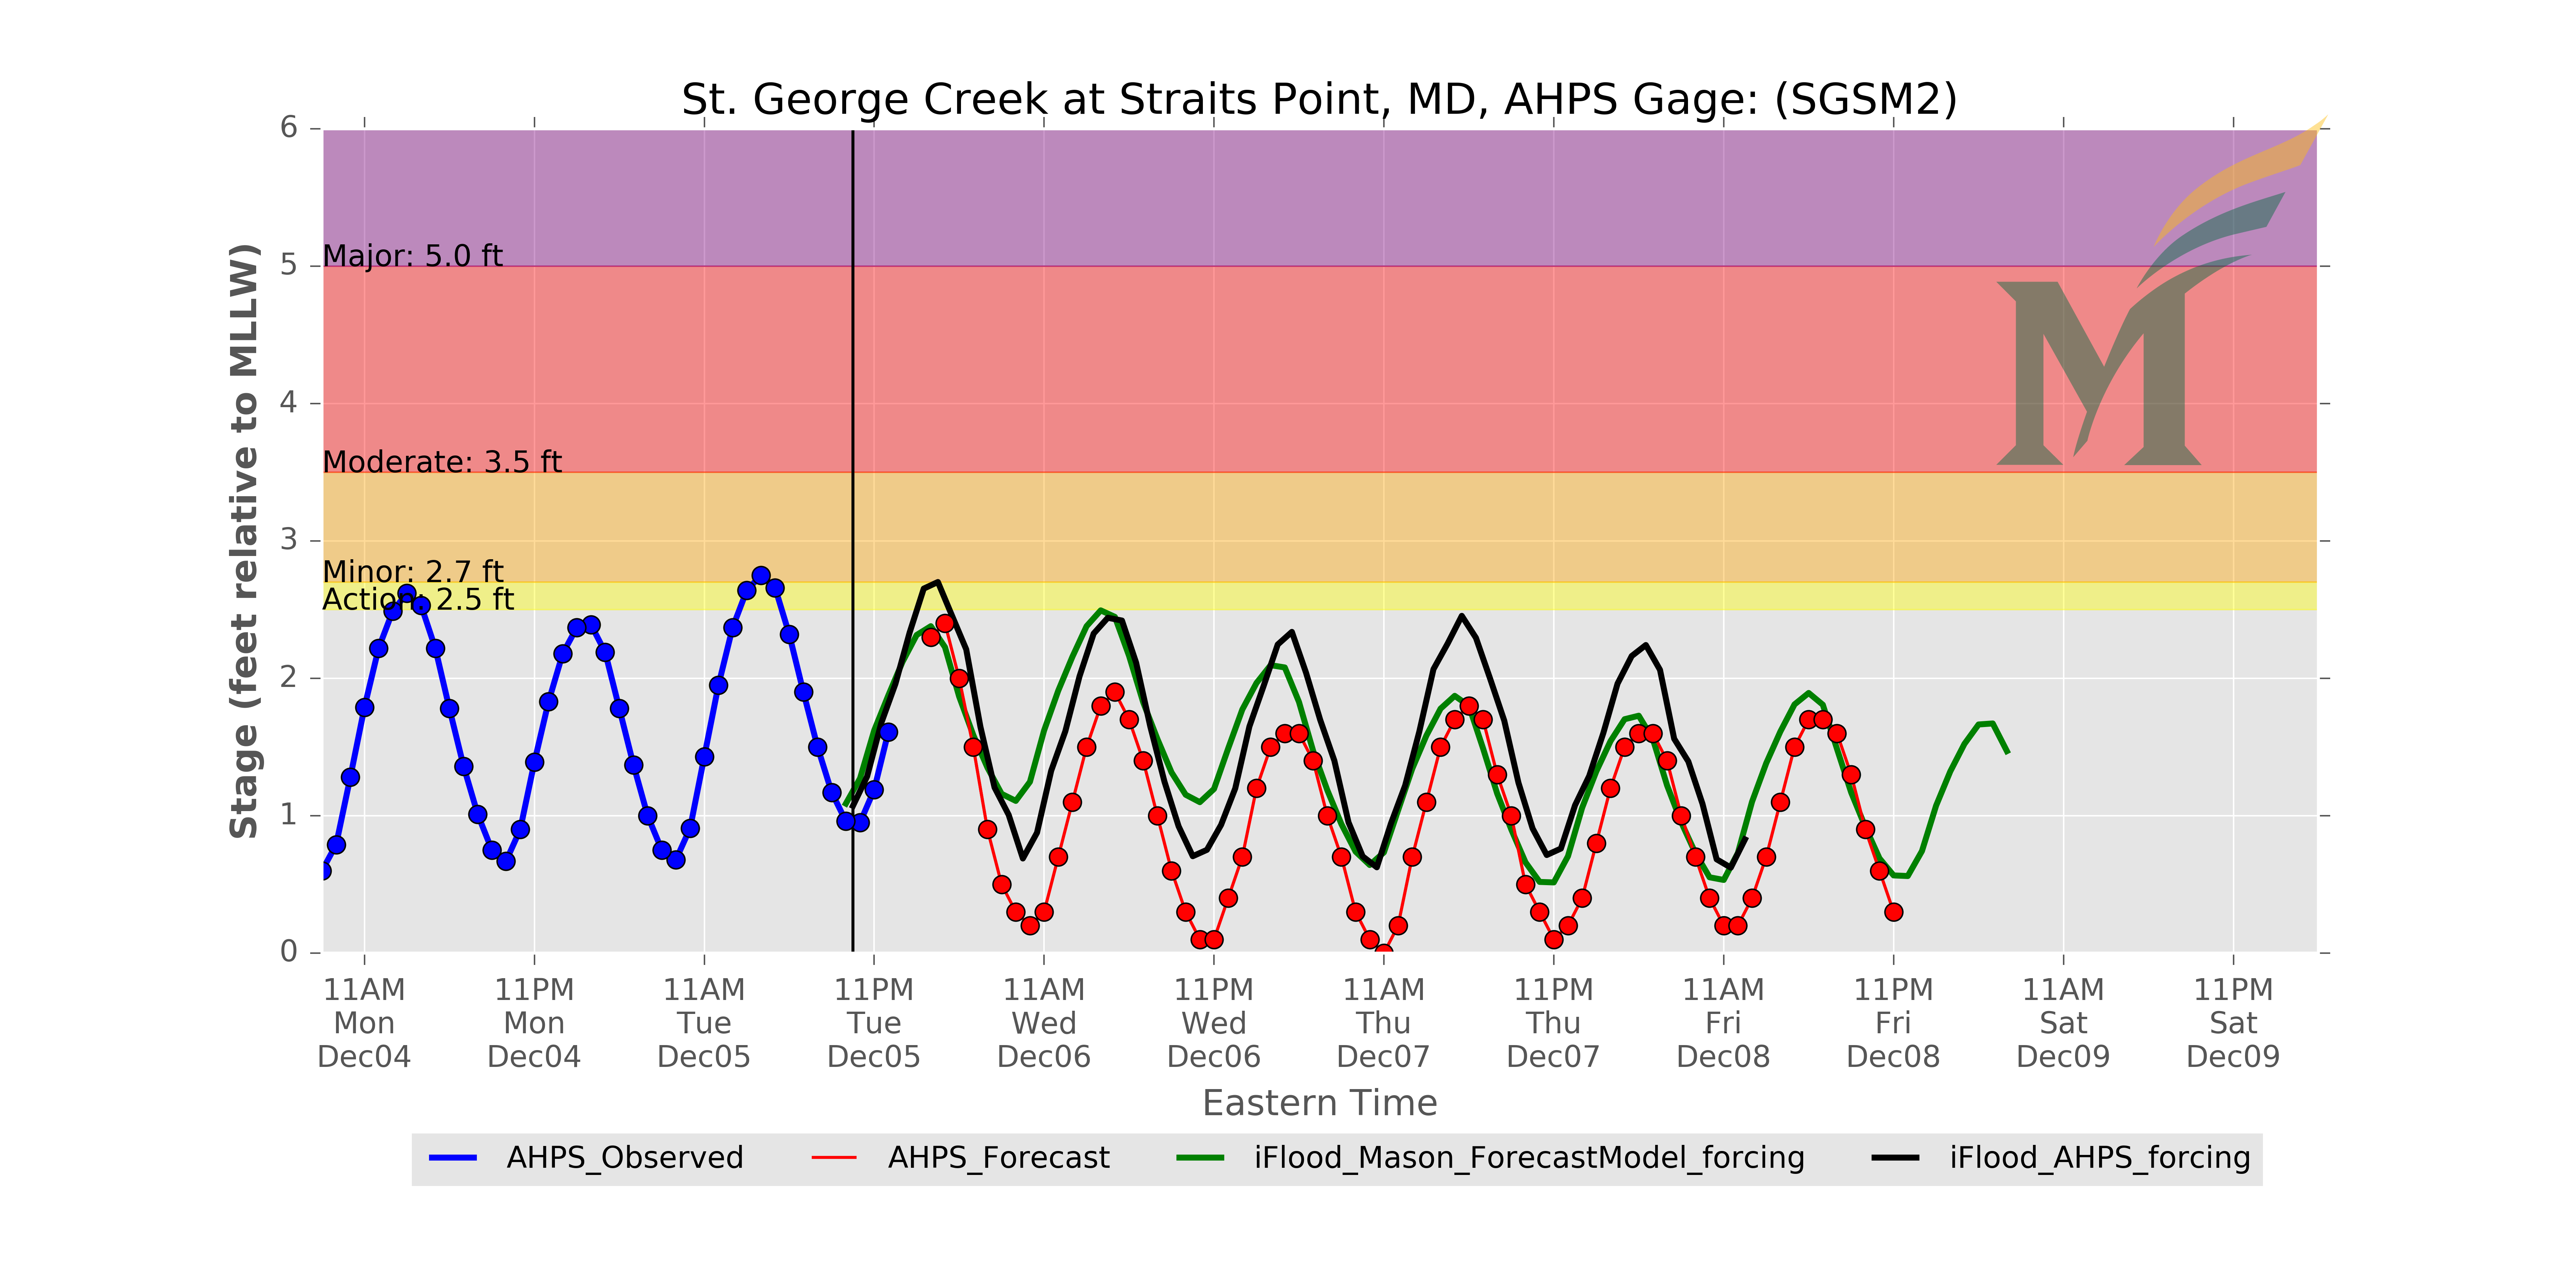 St. George Creek at Straits Point, MD, AHPS Gage: (SGSM2)
Stage (feet relative to MLLW)
6
5
4
3
2
1
0
Major: 5.0 ft
Moderate: 3.5 ft
Minor: 2.7 ft
Action: 2.5 ft
M
11AM 11PM 11AM 11PM 11AM 11PM 11AM 11PM 11AM 11PM 11AM 11PM
Mon Mon Tue Tue Wed Wed Thu Thu Fri Fri Sat Sat
Dec04 Dec04 Dec05 Dec05 Dec06 Dec06 Dec07 Dec07 Dec08 Dec08 Dec09 Dec09
Eastern Time
AHPS_Observed AHPS_Forecast iFlood_Mason_ForecastModel_forcing iFlood_AHPS_forcing